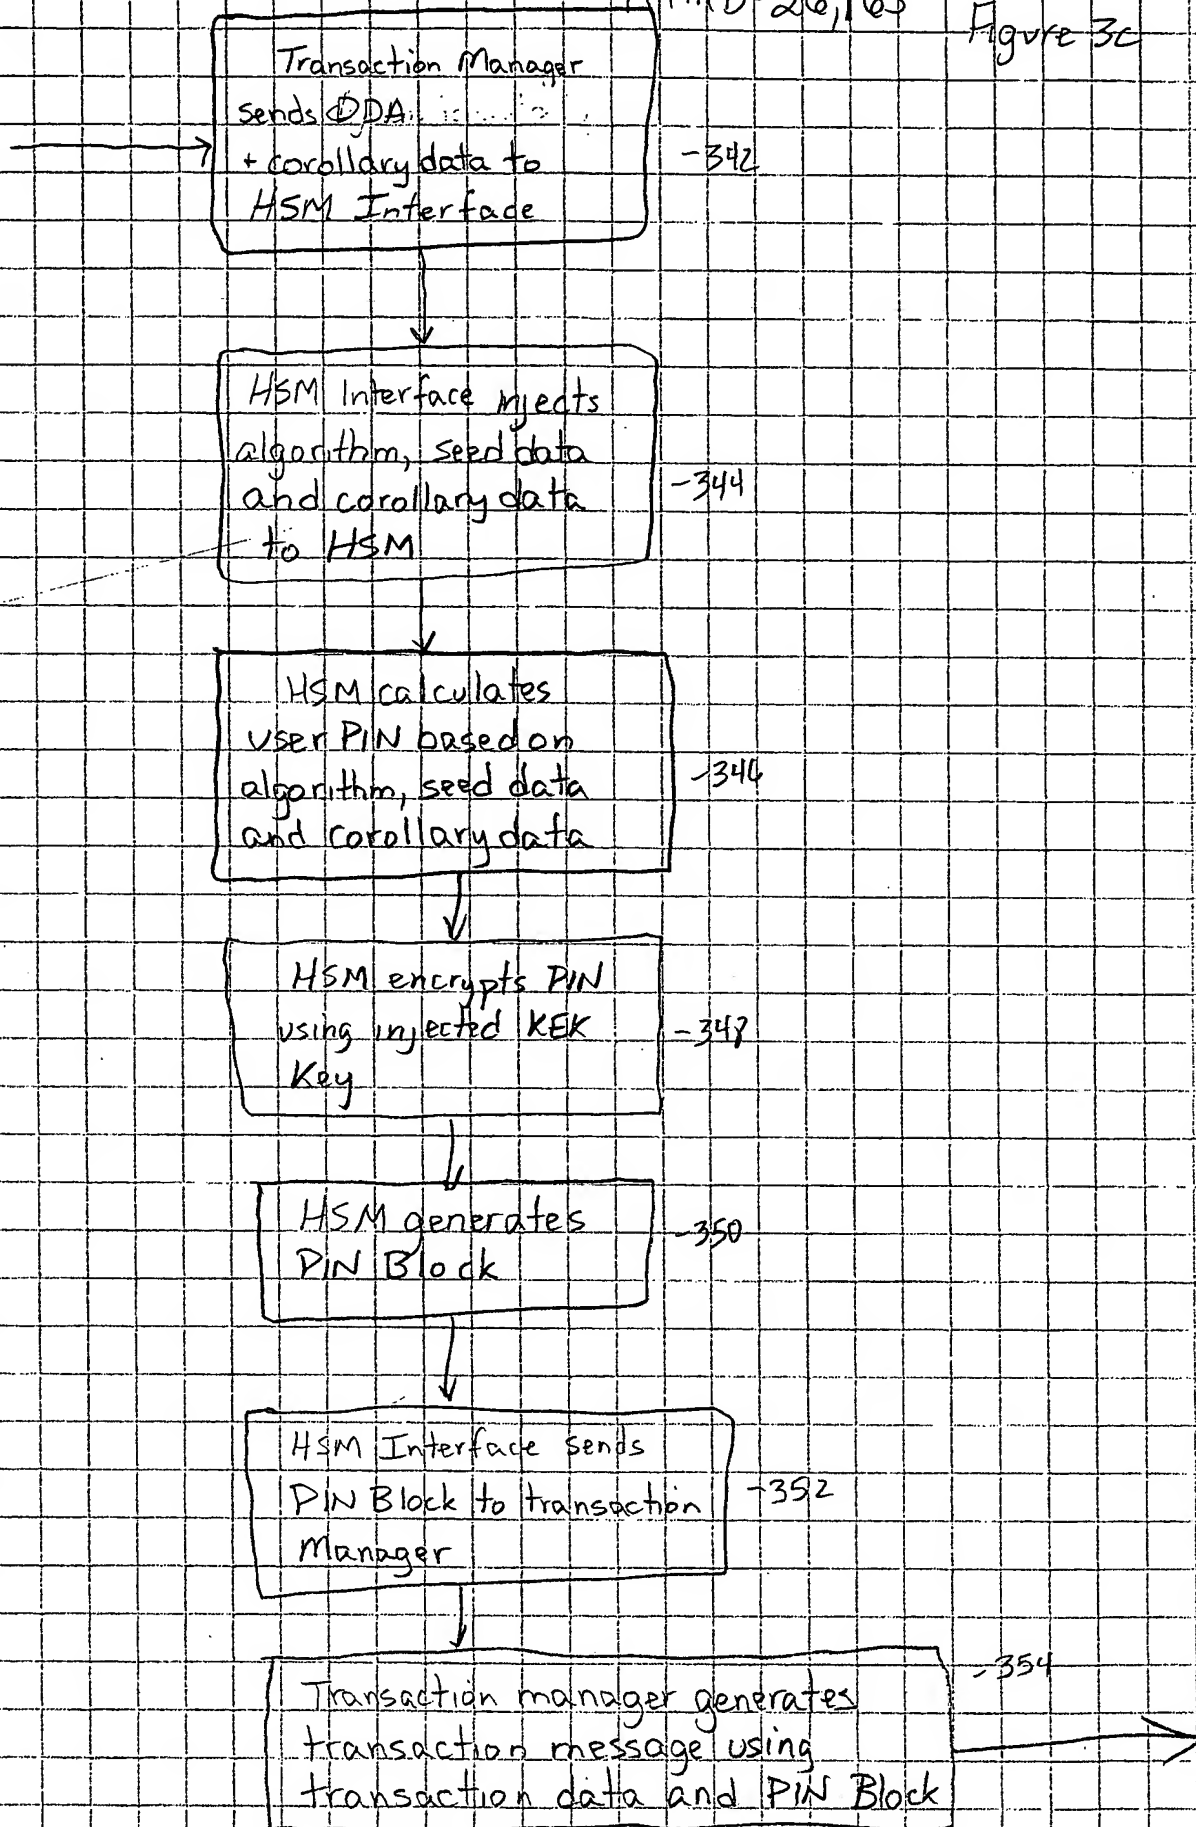 26,163
Figure 3c
Transaction Manager
sends DDA
+ corollary data to
HSM Interface
-342
HSM Interface injects
algorithm, seed data
and corollary data
to HSM
-344
HSM calculates
user PIN based on
algorithm, seed data
and corollary data
-346
HSM encrypts PIN
using injected KEK
Key
-348
HSM generates
PIN Block
-350
HSM Interface sends
PIN Block to transaction
Manager
-352
-354
Transaction manager generates
transaction message using
transaction data and PIN Block